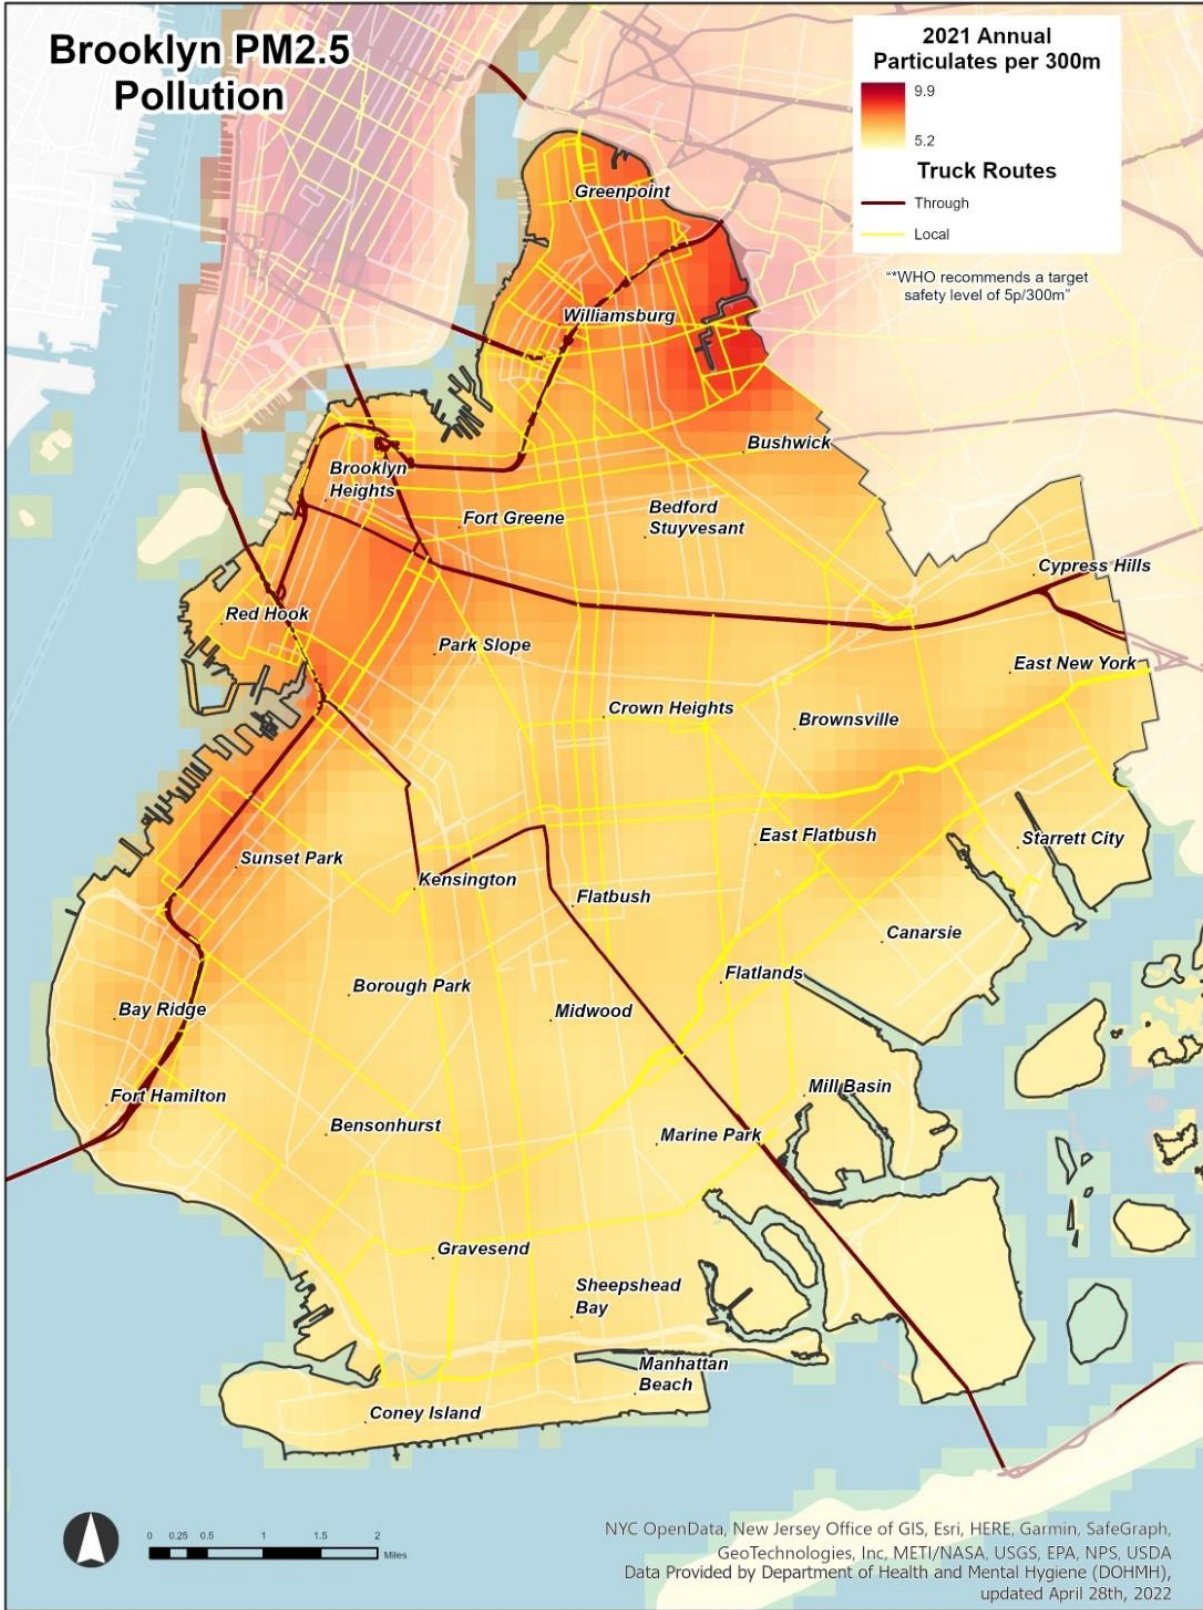 Brooklyn PM2.5
Pollution
2021 Annual
Particulates per 300m
9.9
5.2
Truck Routes
Through
Local
"*WHO recommends a target
safety level of 5p/300m"
Greenpoint
Williamsburg
Bushwick
Brooklyn
Heights
Fort Greene
Bedford
Stuyvesant
Cypress Hills
Red Hook
Park Slope
East New York
Crown Heights
Brownsville
East Flatbush
Starrett City
Sunset Park
Kensington
Flatbush
Canarsie
Flatlands
Borough Park
Bay Ridge
Midwood
Mill Basin
Fort Hamilton
Bensonhurst
Marine Park
Gravesend
Sheepshead
Bay
Manhattan
Beach
Coney Island
0 0.25 0.5 1 1.5 2
Miles
NYC OpenData, New Jersey Office of GIS, Esri, HERE, Garmin, SafeGraph,
GeoTechnologies, Inc, METI/NASA, USGS, EPA, NPS, USDA
Data Provided by Department of Health and Mental Hygiene (DOHMH),
updated April 28th, 2022